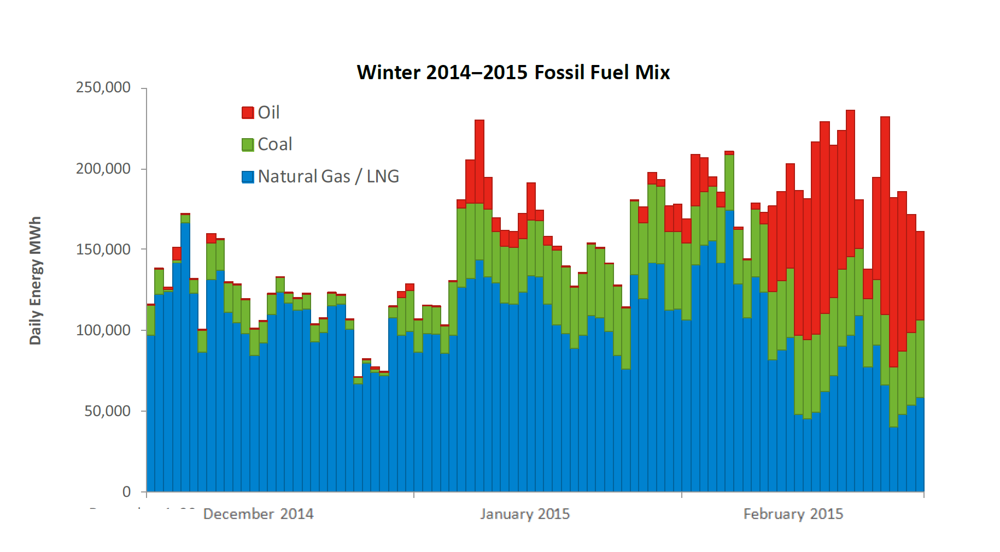 Winter 2014–2015 Fossil Fuel Mix
250,000
200,000
150,000
100,000
50,000
0
Daily Energy MWh
Oil
Coal
Natural Gas / LNG
December 2014
January 2015
February 2015